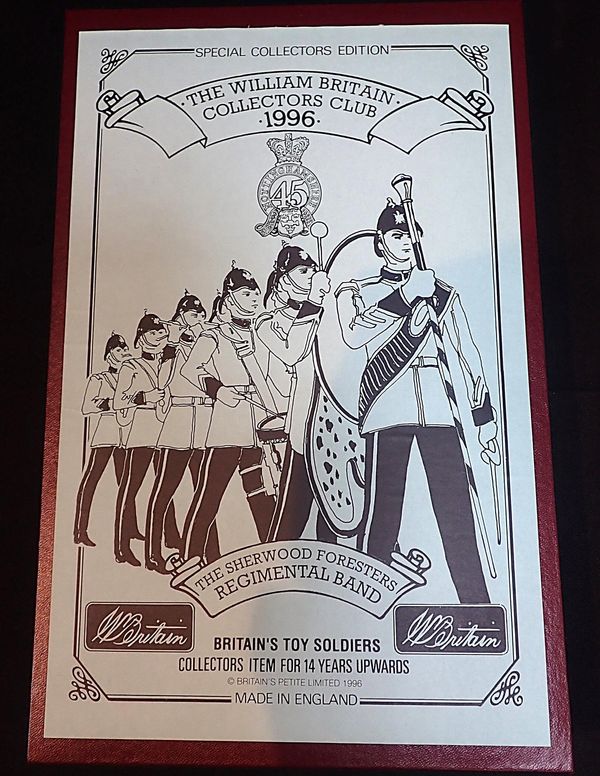 SPECIAL COLLECTORS EDITION
·THE WILLIAM BRITAIN·
COLLECTORS CLUB
·1996·
NOTTINGHAMSHIRE
45
THE SHERWOOD FORESTERS
REGIMENTAL BAND
W Britain
W Britain
BRITAIN'S TOY SOLDIERS
COLLECTORS ITEM FOR 14 YEARS UPWARDS
© BRITAIN'S PETITE LIMITED 1996
MADE IN ENGLAND